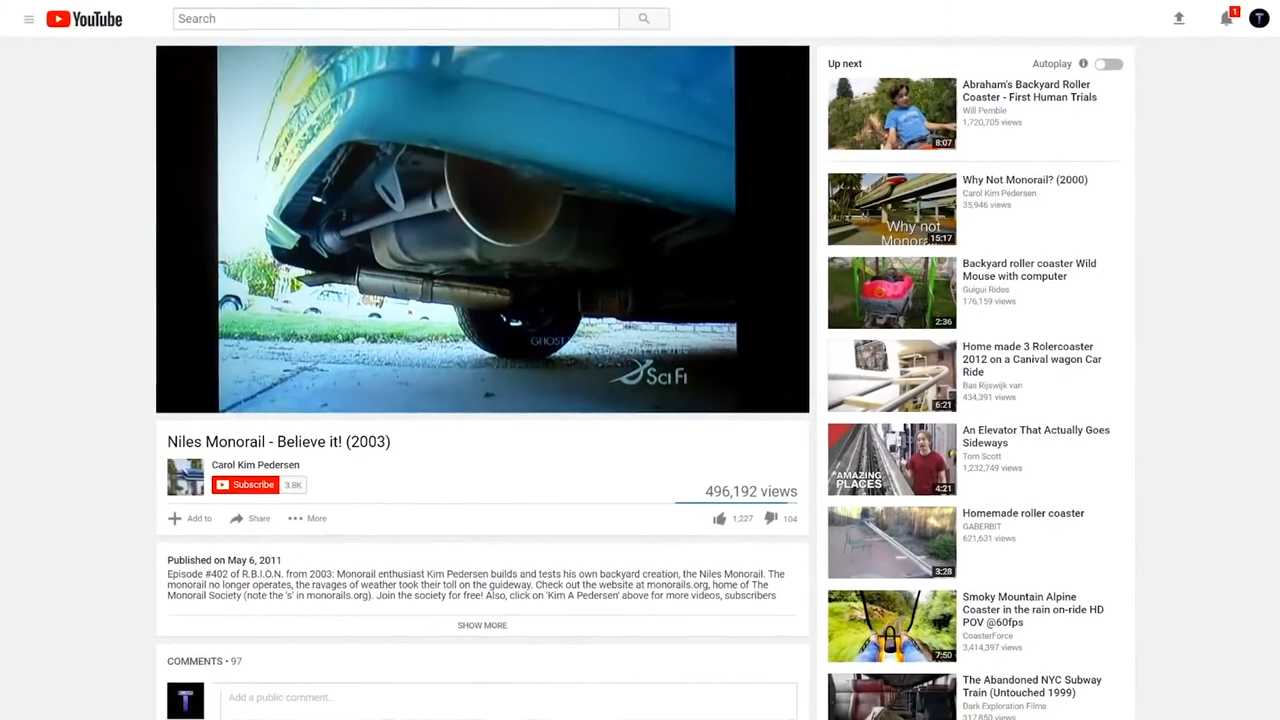 YouTube
Search
1
T
GHOST
Sci Fi
Niles Monorail - Believe it! (2003)
Carol Kim Pedersen
Subscribe 3.8K
496,192 views
Add to Share More 1,227 104
Published on May 6, 2011
Episode #402 of R.B.I.O.N. from 2003: Monorail enthusiast Kim Pedersen builds and tests his own backyard creation, the Niles Monorail. The
monorail no longer operates, the ravages of weather took their toll on the guideway. Check out the website at monorails.org, home of The
Monorail Society (note the 's' in monorails.org). Join the society for free! Also, click on 'Kim A Pedersen' above for more videos, subscribers
SHOW MORE
COMMENTS • 97
T
Add a public comment...
Up next Autoplay
Abraham's Backyard Roller
Coaster - First Human Trials
Will Pemble
1,720,705 views
8:07
Why Not Monorail? (2000)
Carol Kim Pedersen
35,946 views
Why not
15:17
Backyard roller coaster Wild
Mouse with computer
Guigui Rides
176,159 views
2:36
Home made 3 Rolercoaster
2012 on a Canival wagon Car
Ride
Bas Rijswijk van
434,391 views
6:21
An Elevator That Actually Goes
Sideways
Tom Scott
1,232,749 views
AMAZING
PLACES
4:21
Homemade roller coaster
GABERBIT
621,631 views
3:28
Smoky Mountain Alpine
Coaster in the rain on-ride HD
POV @60fps
CoasterForce
3,414,397 views
7:50
The Abandoned NYC Subway
Train (Untouched 1999)
Dark Exploration Films
317,850 views